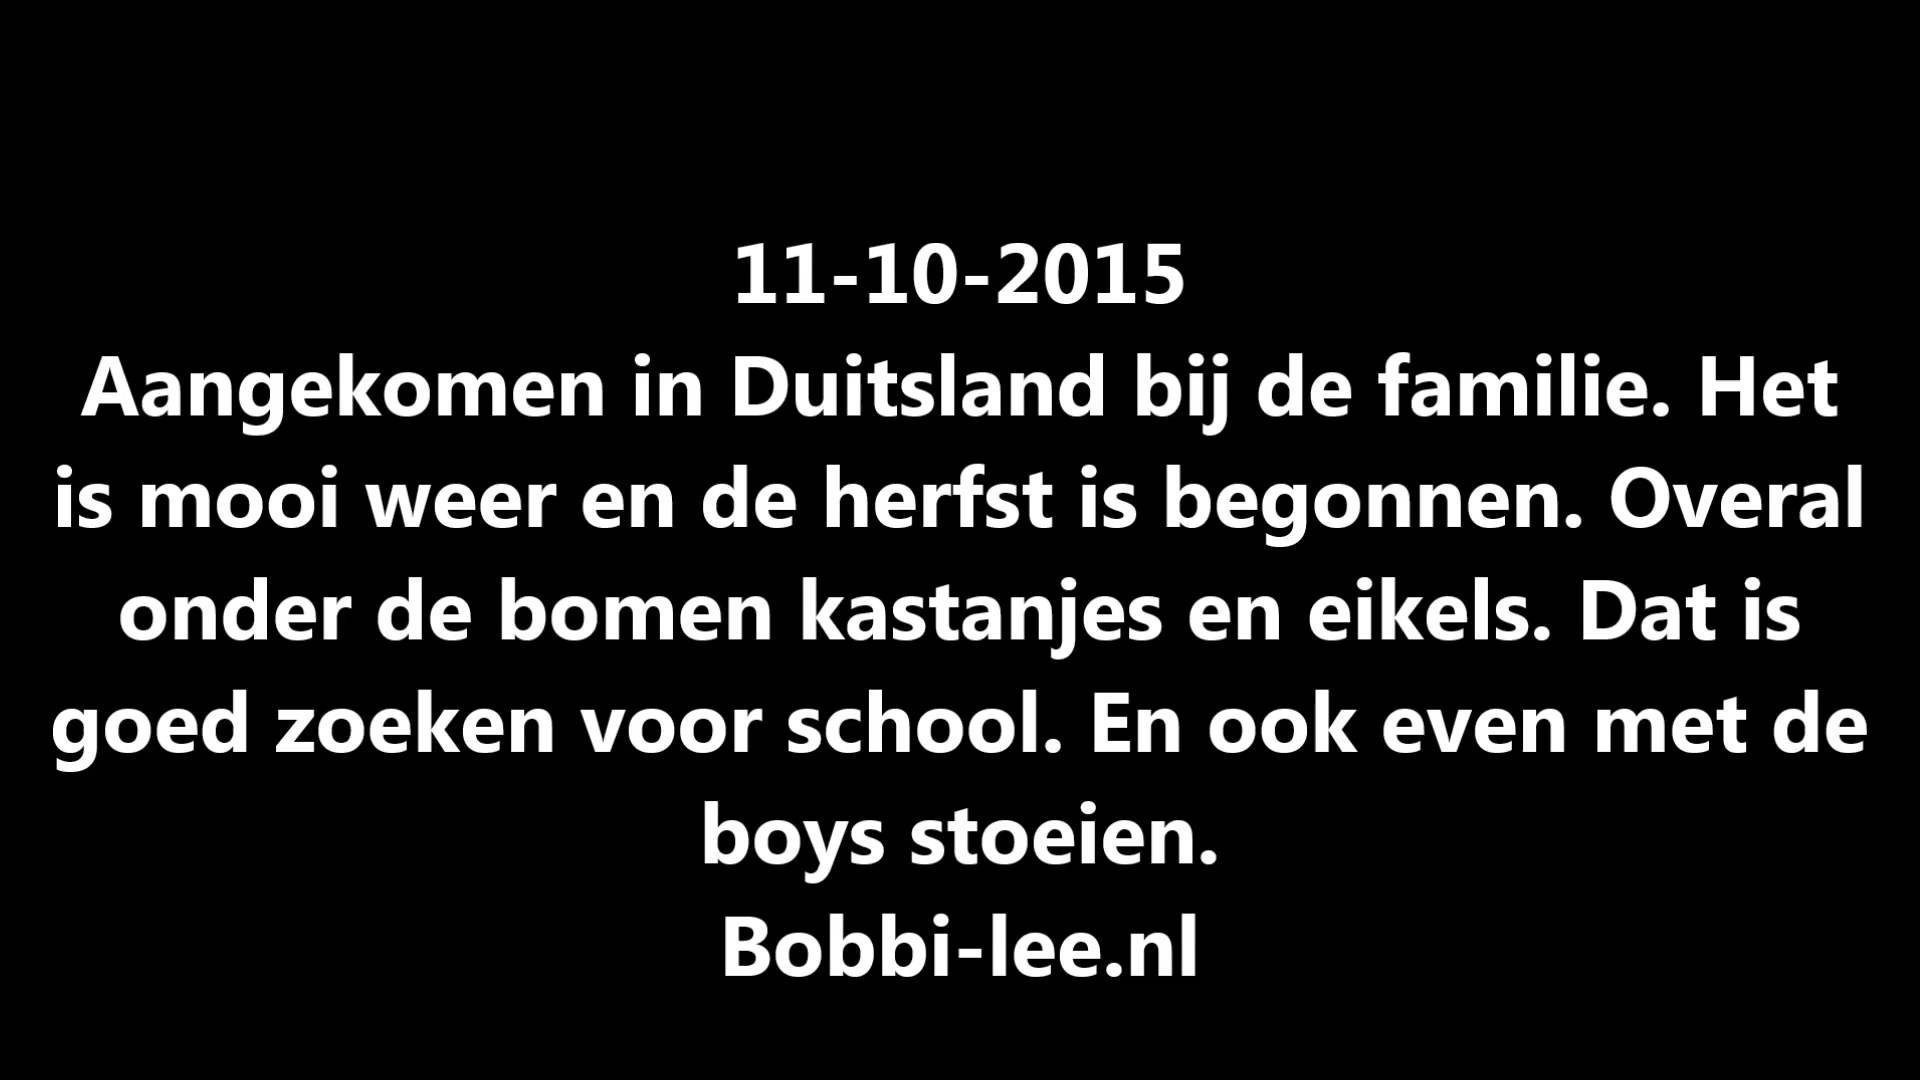 11-10-2015
Aangekomen in Duitsland bij de familie. Het
is mooi weer en de herfst is begonnen. Overal
onder de bomen kastanjes en eikels. Dat is
goed zoeken voor school. En ook even met de
boys stoeien.
Bobbi-lee.nl